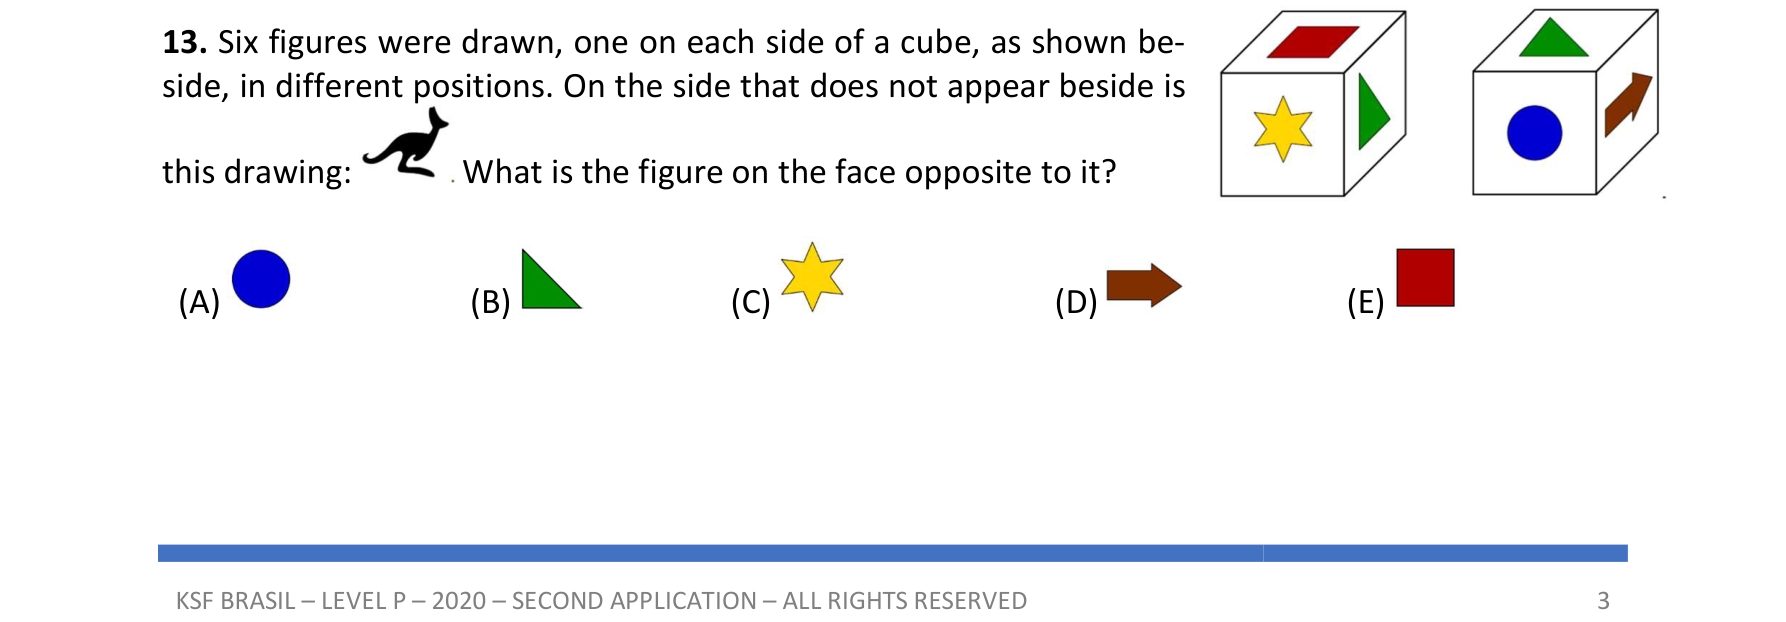 13. Six figures were drawn, one on each side of a cube, as shown be-
side, in different positions. On the side that does not appear beside is
this drawing: . What is the figure on the face opposite to it?
(A) (B) (C) (D) (E)
KSF BRASIL – LEVEL P – 2020 – SECOND APPLICATION – ALL RIGHTS RESERVED 3